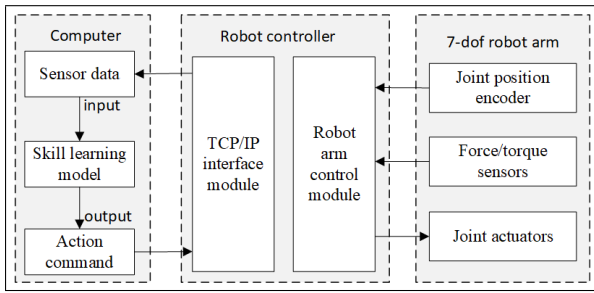 Computer
Sensor data
input
Skill learning
model
output
Action
command
Robot controller
TCP/IP
interface
module
Robot
arm
control
module
7-dof robot arm
Joint position
encoder
Force/torque
sensors
Joint actuators